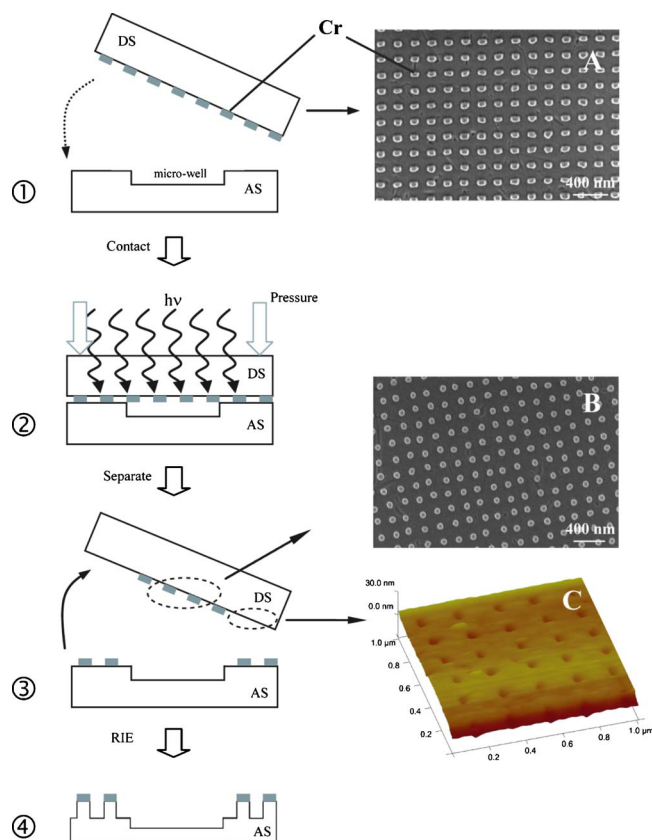 DS
Cr
A
400 nm
micro-well
①
AS
Contact
hν
Pressure
DS
②
AS
B
400 nm
Separate
DS
C
30.0 nm
0.0 nm
1.0 µm
0.8
0.6
0.4
0.2
0.2
0.4
0.6
0.8
1.0 µm
③
AS
RIE
④
AS